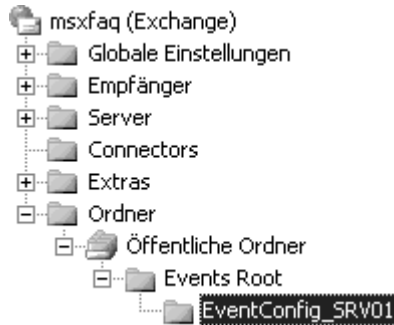 msxfaq (Exchange)
Globale Einstellungen
Empfänger
Server
Connectors
Extras
Ordner
Öffentliche Ordner
Events Root
EventConfig_SRV01